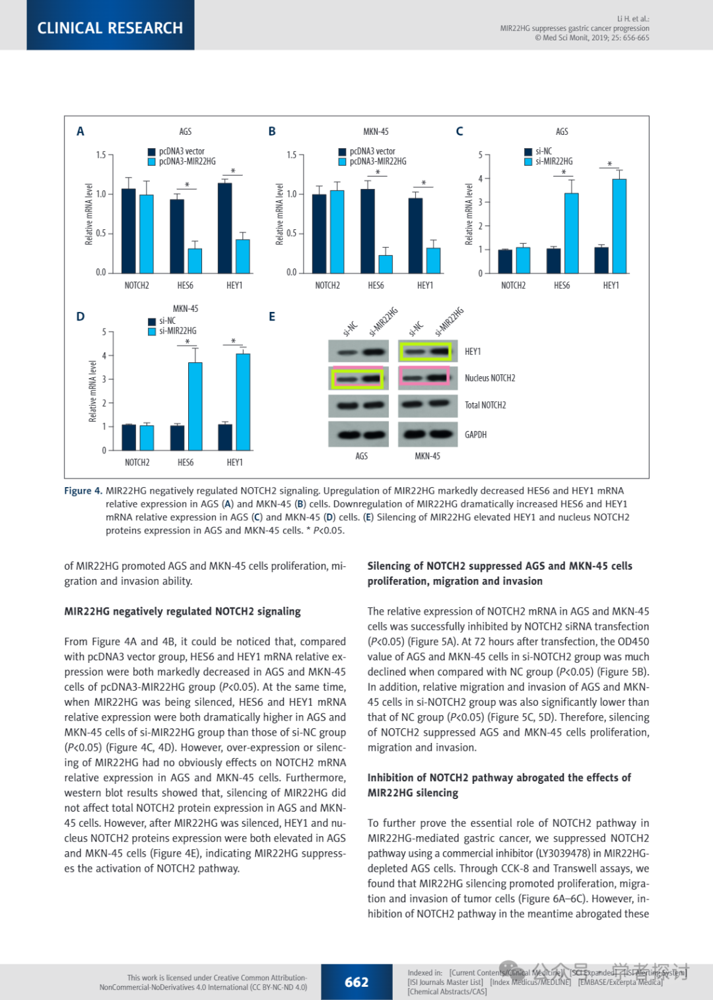 CLINICAL RESEARCH
Li H. et al.:
MIR22HG suppresses gastric cancer progression
© Med Sci Monit, 2019; 25: 656-665
A
AGS
pcDNA3 vector
pcDNA3-MIR22HG
Relative mRNA level
1.5
1.0
0.5
0.0
*
*
NOTCH2 HES6 HEY1
B
MKN-45
pcDNA3 vector
pcDNA3-MIR22HG
Relative mRNA level
1.5
1.0
0.5
0.0
*
*
NOTCH2 HES6 HEY1
C
AGS
si-NC
si-MIR22HG
Relative mRNA level
5
4
3
2
1
0
*
*
NOTCH2 HES6 HEY1
D
MKN-45
si-NC
si-MIR22HG
Relative mRNA level
5
4
3
2
1
0
*
*
NOTCH2 HES6 HEY1
E
si-NC si-MIR22HG si-NC si-MIR22HG
HEY1
Nucleus NOTCH2
Total NOTCH2
GAPDH
AGS MKN-45
Figure 4. MIR22HG negatively regulated NOTCH2 signaling. Upregulation of MIR22HG markedly decreased HES6 and HEY1 mRNA
relative expression in AGS (A) and MKN-45 (B) cells. Downregulation of MIR22HG dramatically increased HES6 and HEY1
mRNA relative expression in AGS (C) and MKN-45 (D) cells. (E) Silencing of MIR22HG elevated HEY1 and nucleus NOTCH2
proteins expression in AGS and MKN-45 cells. * P<0.05.
of MIR22HG promoted AGS and MKN-45 cells proliferation, mi-
gration and invasion ability.
MIR22HG negatively regulated NOTCH2 signaling
From Figure 4A and 4B, it could be noticed that, compared
with pcDNA3 vector group, HES6 and HEY1 mRNA relative ex-
pression were both markedly decreased in AGS and MKN-45
cells of pcDNA3-MIR22HG group (P<0.05). At the same time,
when MIR22HG was being silenced, HES6 and HEY1 mRNA
relative expression were both dramatically higher in AGS and
MKN-45 cells of si-MIR22HG group than those of si-NC group
(P<0.05) (Figure 4C, 4D). However, over-expression or silenc-
ing of MIR22HG had no obviously effects on NOTCH2 mRNA
relative expression in AGS and MKN-45 cells. Furthermore,
western blot results showed that, silencing of MIR22HG did
not affect total NOTCH2 protein expression in AGS and MKN-
45 cells. However, after MIR22HG was silenced, HEY1 and nu-
cleus NOTCH2 proteins expression were both elevated in AGS
and MKN-45 cells (Figure 4E), indicating MIR22HG suppress-
es the activation of NOTCH2 pathway.
Silencing of NOTCH2 suppressed AGS and MKN-45 cells
proliferation, migration and invasion
The relative expression of NOTCH2 mRNA in AGS and MKN-45
cells was successfully inhibited by NOTCH2 siRNA transfection
(P<0.05) (Figure 5A). At 72 hours after transfection, the OD450
value of AGS and MKN-45 cells in si-NOTCH2 group was much
declined when compared with NC group (P<0.05) (Figure 5B).
In addition, relative migration and invasion of AGS and MKN-
45 cells in si-NOTCH2 group was also significantly lower than
that of NC group (P<0.05) (Figure 5C, 5D). Therefore, silencing
of NOTCH2 suppressed AGS and MKN-45 cells proliferation,
migration and invasion.
Inhibition of NOTCH2 pathway abrogated the effects of
MIR22HG silencing
To further prove the essential role of NOTCH2 pathway in
MIR22HG-mediated gastric cancer, we suppressed NOTCH2
pathway using a commercial inhibitor (LY3039478) in MIR22HG-
depleted AGS cells. Through CCK-8 and Transwell assays, we
found that MIR22HG silencing promoted proliferation, migra-
tion and invasion of tumor cells (Figure 6A–6C). However, in-
hibition of NOTCH2 pathway in the meantime abrogated these
This work is licensed under Creative Common Attribution-
NonCommercial-NoDerivatives 4.0 International (CC BY-NC-ND 4.0)
662
Indexed in: [Current Contents/Clinical Medicine] [SCI Expanded] [ISI Alerting System]
[ISI Journals Master List] [Index Medicus/MEDLINE] [EMBASE/Excerpta Medica]
[Chemical Abstracts/CAS]
公众号 · 学者探讨